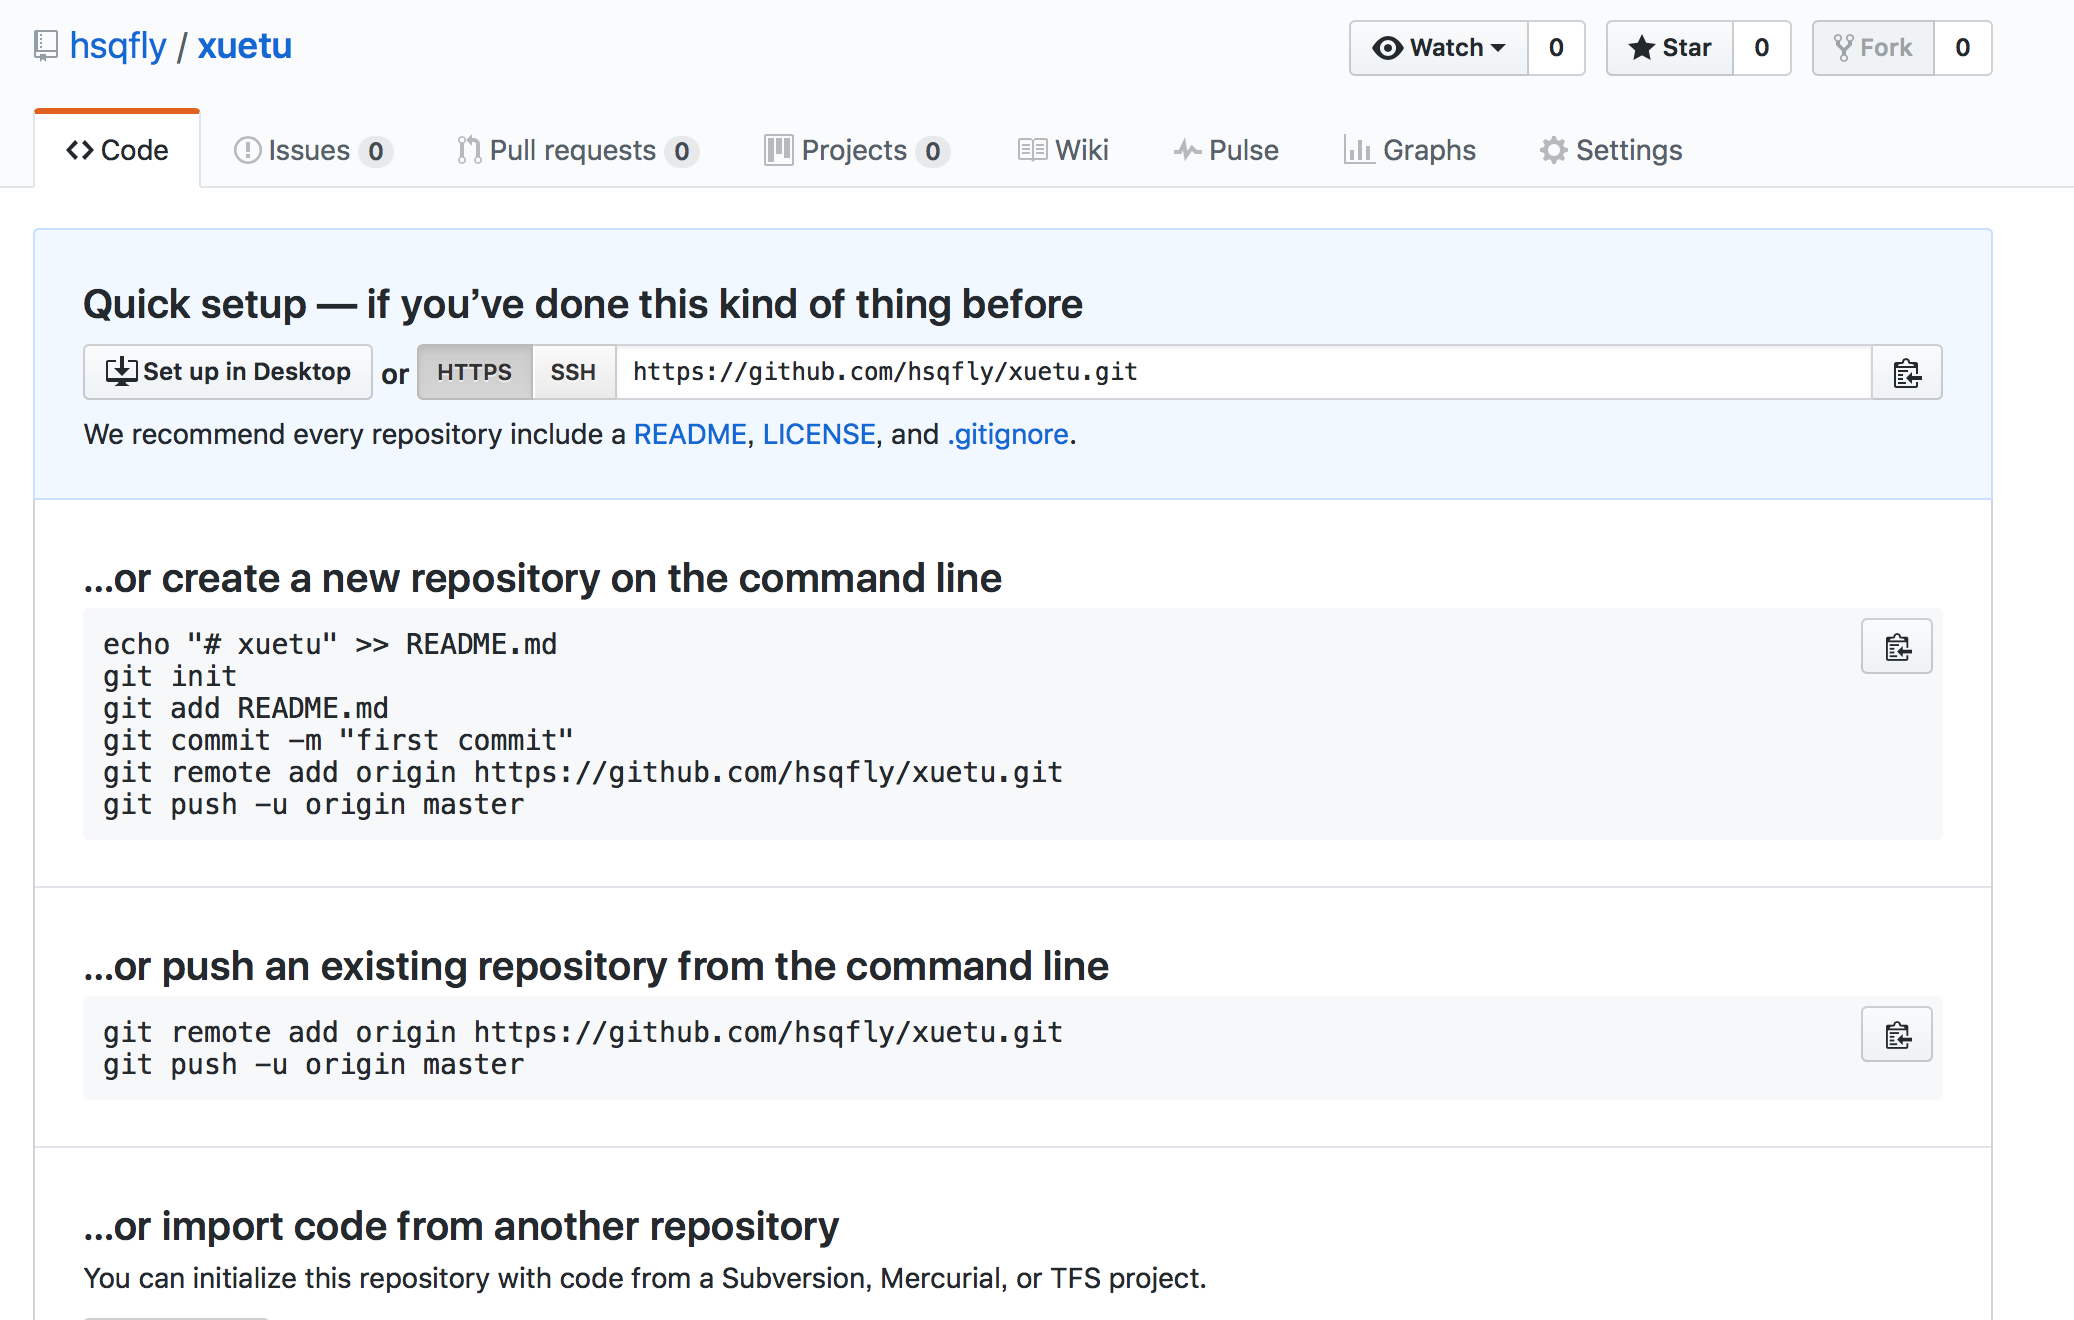 hsqfly / xuetu
Watch 0 Star 0 Fork 0
Code Issues 0 Pull requests 0 Projects 0 Wiki Pulse Graphs Settings
Quick setup — if you’ve done this kind of thing before
Set up in Desktop or HTTPS SSH https://github.com/hsqfly/xuetu.git
We recommend every repository include a README, LICENSE, and .gitignore.
…or create a new repository on the command line
echo "# xuetu" >> README.md
git init
git add README.md
git commit -m "first commit"
git remote add origin https://github.com/hsqfly/xuetu.git
git push -u origin master
…or push an existing repository from the command line
git remote add origin https://github.com/hsqfly/xuetu.git
git push -u origin master
…or import code from another repository
You can initialize this repository with code from a Subversion, Mercurial, or TFS project.